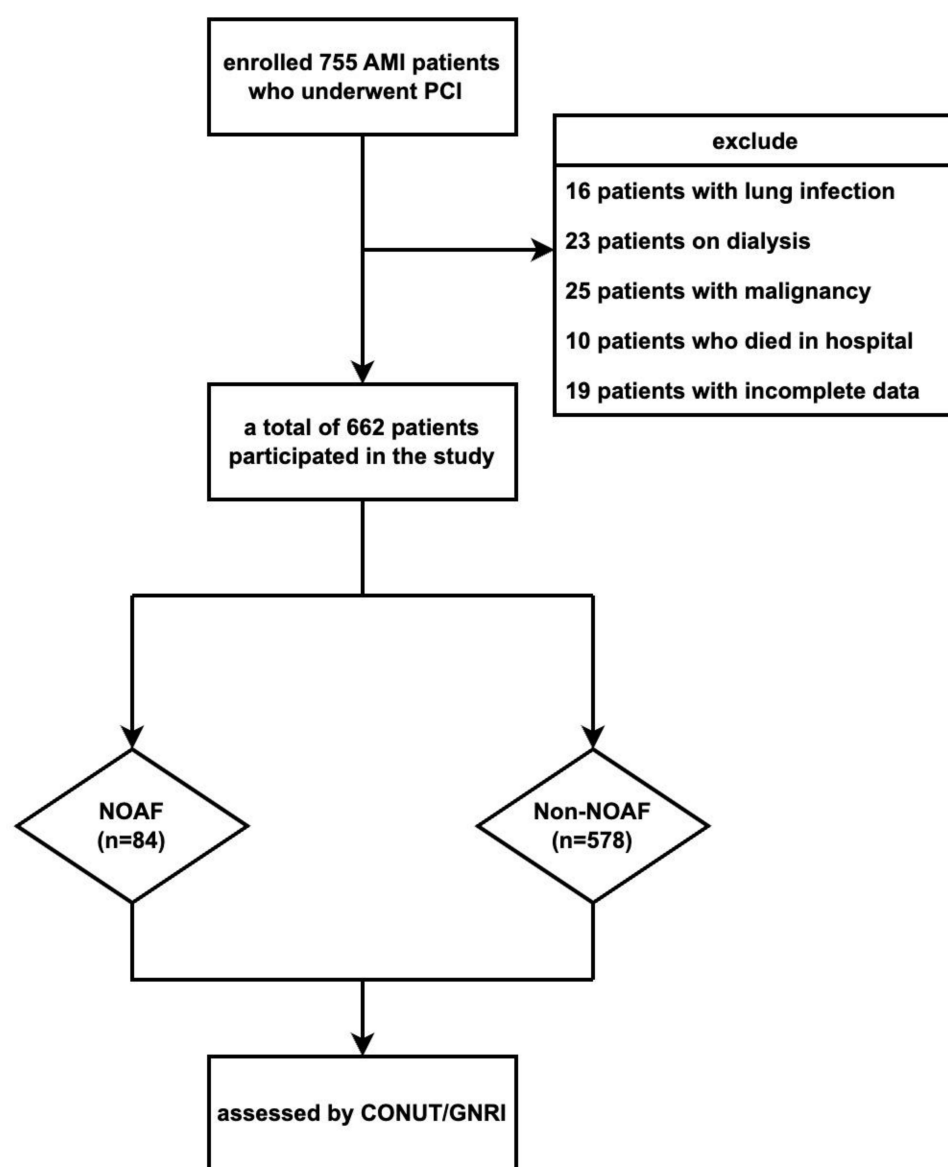 enrolled 755 AMI patients
who underwent PCI
exclude
16 patients with lung infection
23 patients on dialysis
25 patients with malignancy
10 patients who died in hospital
19 patients with incomplete data
a total of 662 patients
participated in the study
NOAF
(n=84)
Non-NOAF
(n=578)
assessed by CONUT/GNRI